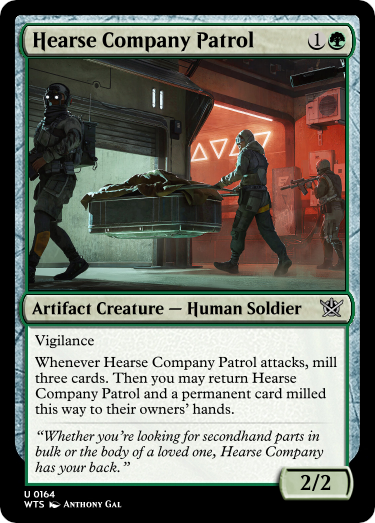 Hearse Company Patrol 1
Artifact Creature — Human Soldier
Vigilance
Whenever Hearse Company Patrol attacks, mill
three cards. Then you may return Hearse
Company Patrol and a permanent card milled
this way to their owners' hands.
"Whether you're looking for secondhand parts in
bulk or the body of a loved one, Hearse Company
has your back."
2/2
U 0164
WTS Anthony Gal